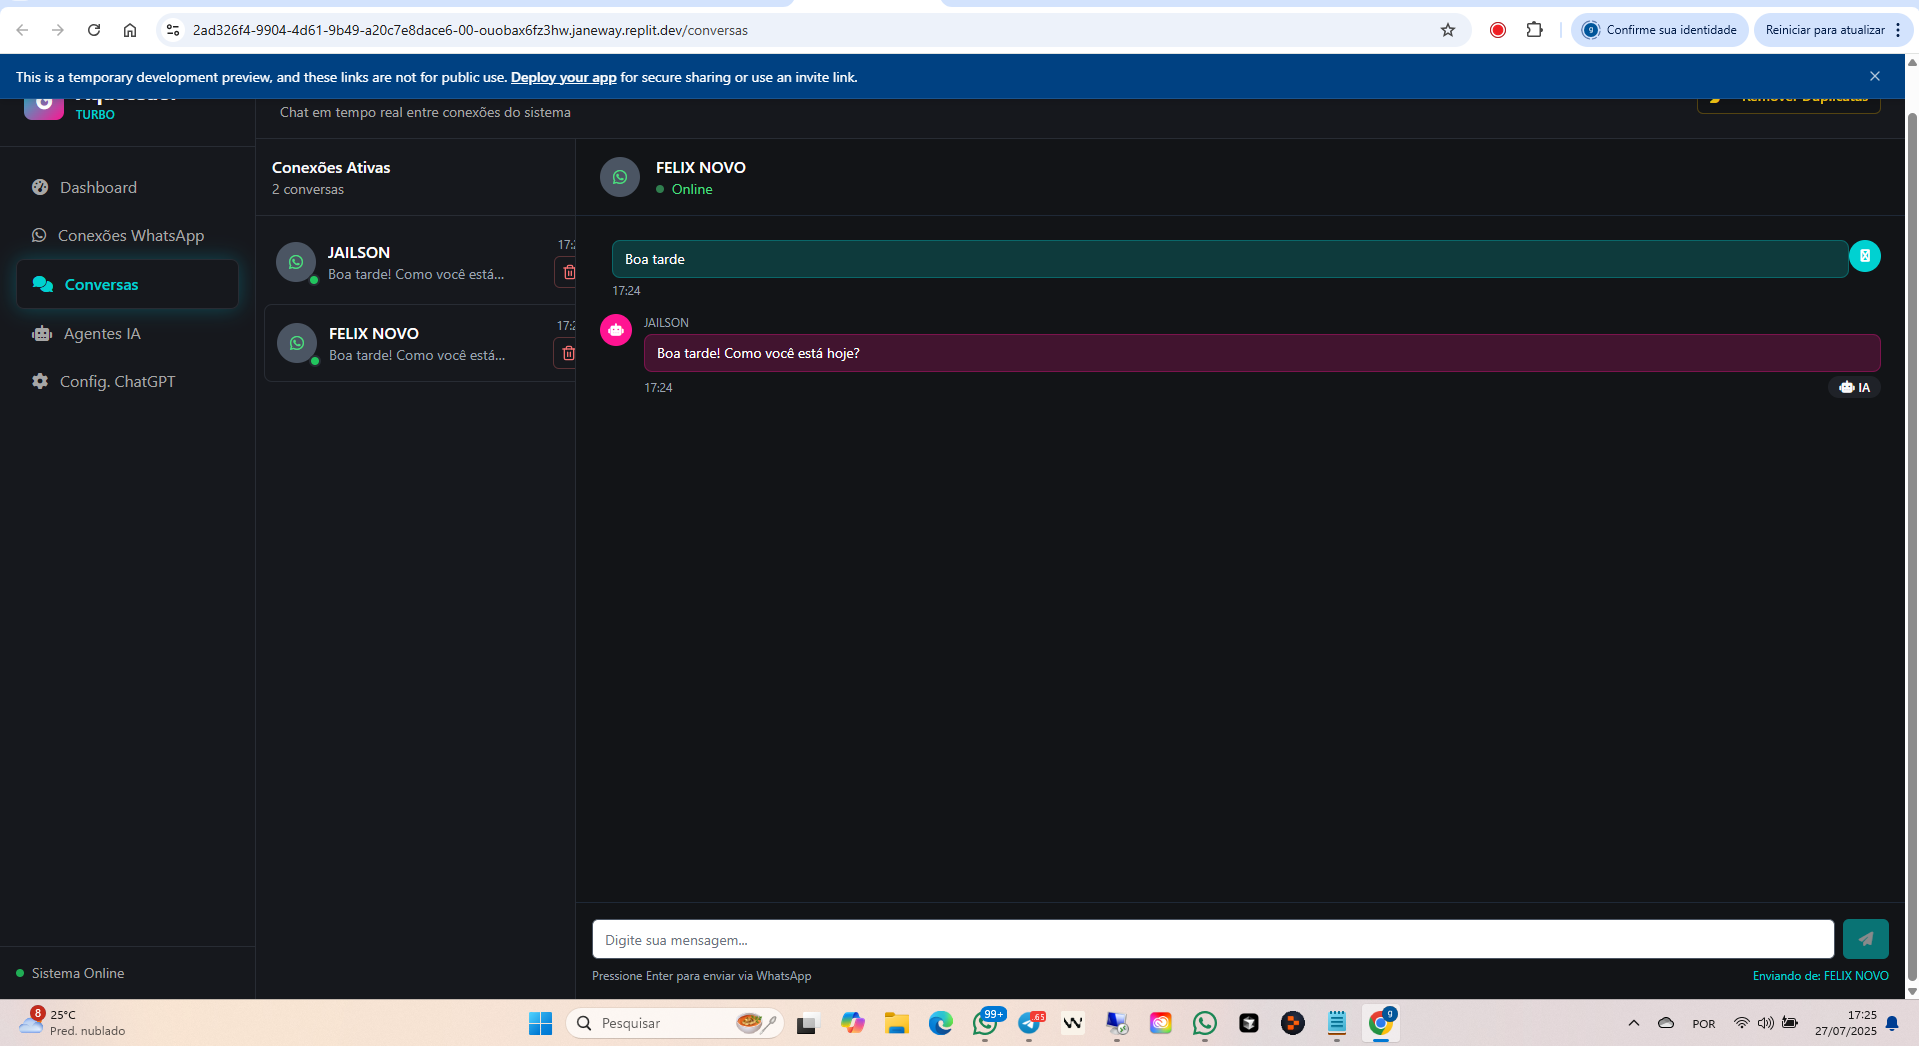 2ad326f4-9904-4d61-9b49-a20c7e8dace6-00-ouobax6fz3hw.janeway.replit.dev/conversas
9
Confirme sua identidade
Reiniciar para atualizar
This is a temporary development preview, and these links are not for public use. Deploy your app for secure sharing or use an invite link.
TURBO
Chat em tempo real entre conexões do sistema
Remover Duplicatas
Dashboard
Conexões WhatsApp
Conversas
Agentes IA
Config. ChatGPT
Sistema Online
Conexões Ativas
2 conversas
JAILSON
17:2
Boa tarde! Como você está...
FELIX NOVO
17:2
Boa tarde! Como você está...
FELIX NOVO
Online
Boa tarde
17:24
JAILSON
Boa tarde! Como você está hoje?
17:24
IA
Digite sua mensagem...
Pressione Enter para enviar via WhatsApp
Enviando de: FELIX NOVO
8
25°C
Pred. nublado
Pesquisar
99+
65
9
POR
17:25
27/07/2025